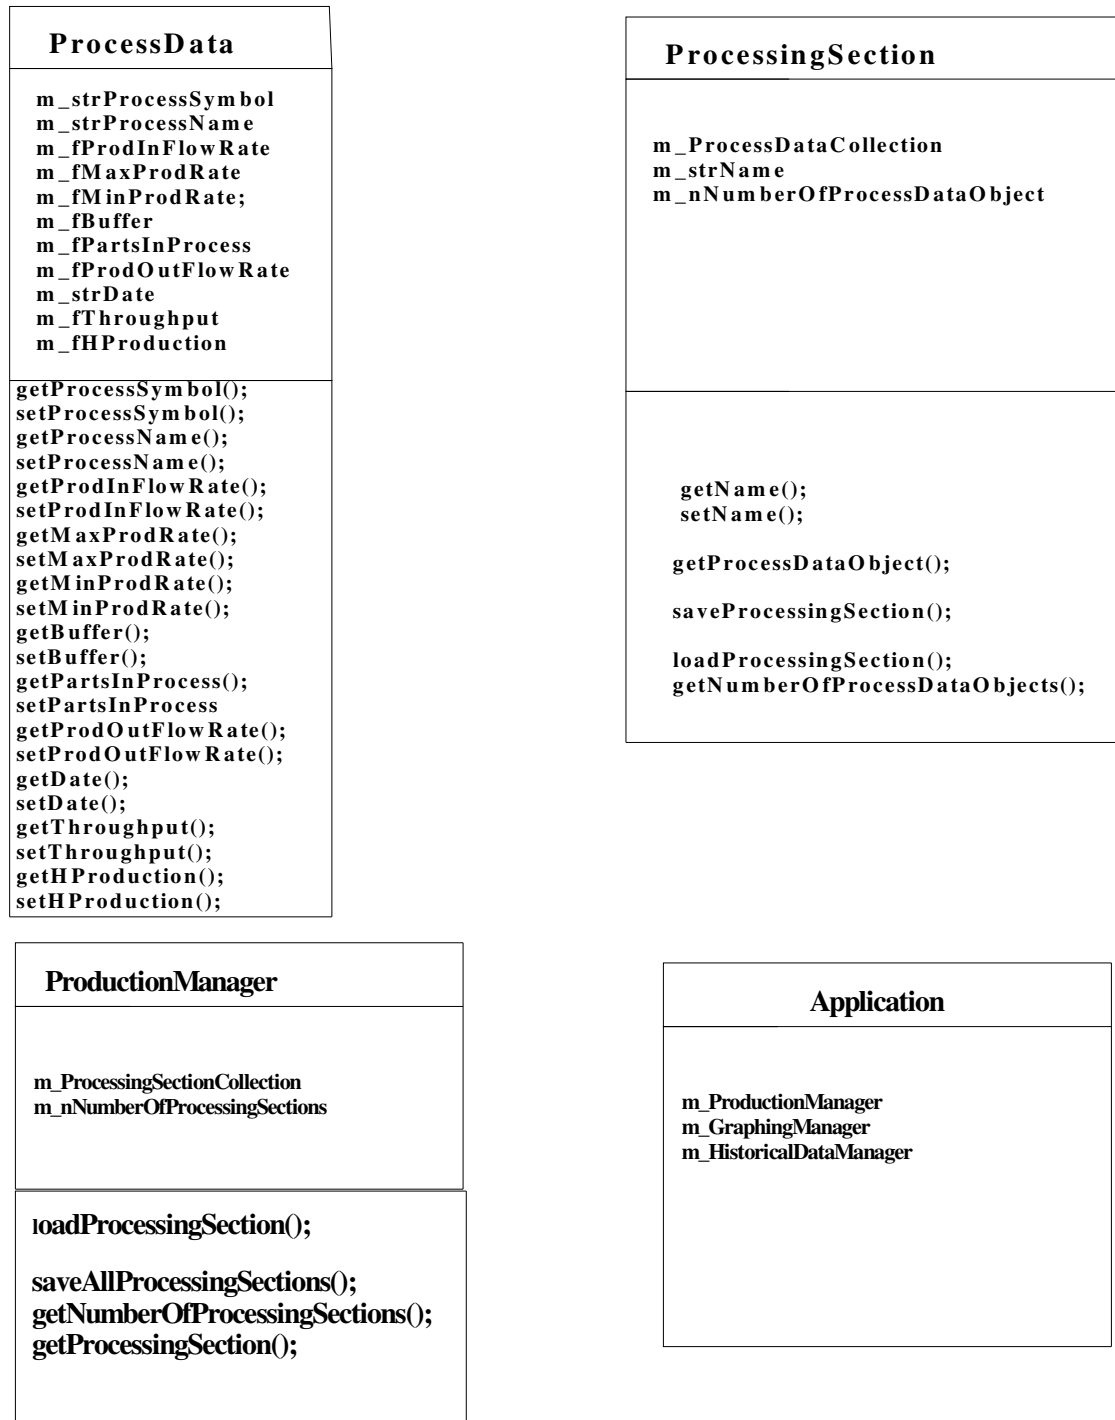 ProcessData
m_strProcessSymbol
m_strProcessName
m_fProdInFlowRate
m_fMaxProdRate
m_fMinProdRate;
m_fBuffer
m_fPartsInProcess
m_fProdOutFlowRate
m_strDate
m_fThroughput
m_fHProduction
getProcessSymbol();
setProcessSymbol();
getProcessName();
setProcessName();
getProdInFlowRate();
setProdInFlowRate();
getMaxProdRate();
setMaxProdRate();
getMinProdRate();
setMinProdRate();
getBuffer();
setBuffer();
getPartsInProcess();
setPartsInProcess
getProdOutFlowRate();
setProdOutFlowRate();
getDate();
setDate();
getThroughput();
setThroughput();
getHProduction();
setHProduction();
ProcessingSection
m_ProcessDataCollection
m_strName
m_nNumberOfProcessDataObject
getName();
setName();
getProcessDataObject();
saveProcessingSection();
loadProcessingSection();
getNumberOfProcessDataObjects();
ProductionManager
m_ProcessingSectionCollection
m_nNumberOfProcessingSections
loadProcessingSection();
saveAllProcessingSections();
getNumberOfProcessingSections();
getProcessingSection();
Application
m_ProductionManager
m_GraphingManager
m_HistoricalDataManager